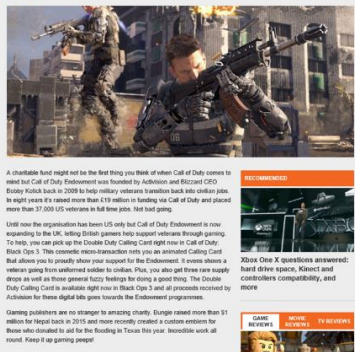 A charitable fund might not be the first thing you think of when Call of Duty comes to
mind but Call of Duty Endowment was founded by Activision and Blizzard CEO
Bobby Kotick back in 2009 to help military veterans transition back into civilian jobs.
In eight years it's raised more than £19 million in funding via Call of Duty and placed
more than 37,000 US veterans in full time jobs. Not bad going.
Until now the organisation has been US only but Call of Duty Endowment is now
expanding to the UK, letting British gamers help support veterans through gaming.
To help, you can pick up the Double Duty Calling Card right now in Call of Duty:
Black Ops 3. This cosmetic micro-transaction nets you an animated Calling Card
that allows you to proudly show your support for the Endowment. It evens shows a
veteran going from uniformed soldier to civilian. Plus, you also get three rare supply
drops as well as those general fuzzy feelings for doing a good thing. The Double
Duty Calling Card is available right now in Black Ops 3 and all proceeds received by
Activision for these digital bits goes towards the Endowment programmes.
Gaming publishers are no stranger to amazing charity. Bungie raised more than $1
million for Nepal back in 2015 and more recently created a custom emblem for
those who donated to aid for the flooding in Texas this year. Incredible work all
round. Keep it up gaming peeps!
RECOMMENDED
Xbox One X questions answered:
hard drive space, Kinect and
controllers compatibility, and
more
GAME REVIEWS
MOVIE REVIEWS
TV REVIEWS